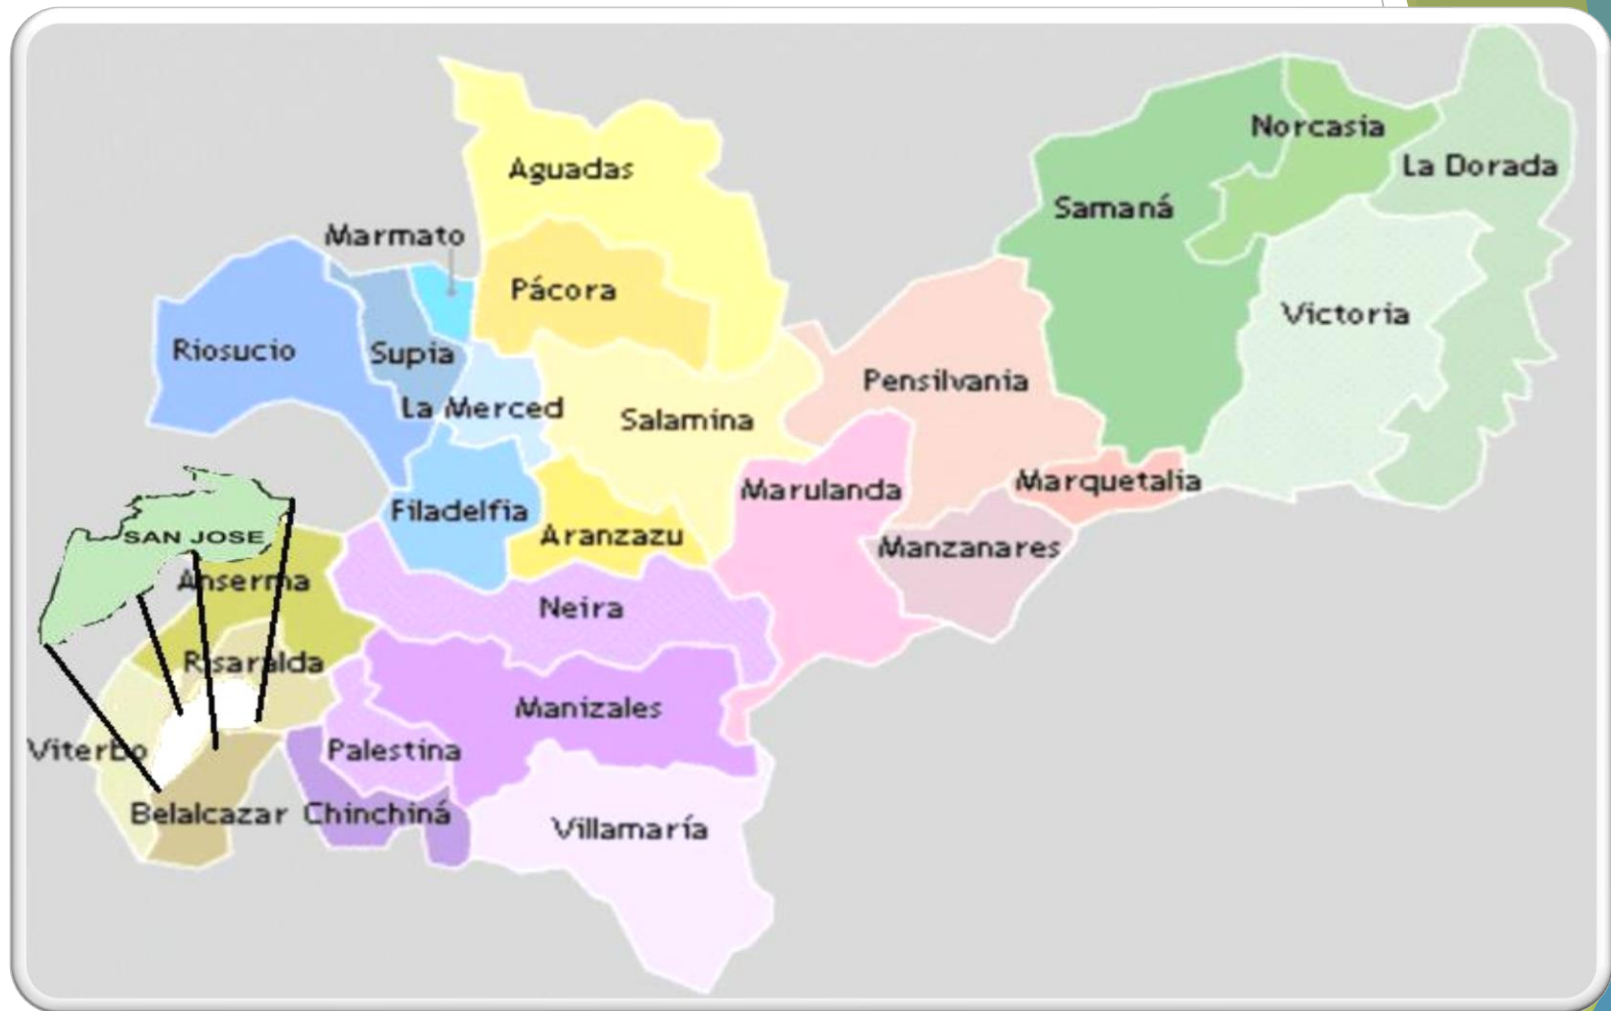 Norcasia
La Dorada
Aguadas
Samaná
Marmato
Pácora
Victoria
Riosucio
Supia
Pensilvania
La Merced
Salamina
Marquetalia
Marulanda
Filadelfia
Aranzazu
SAN JOSE
Manzanares
Anserma
Neira
Risaralda
Manizales
Viterbo
Palestina
Belalcazar
Chinchiná
Villamaría